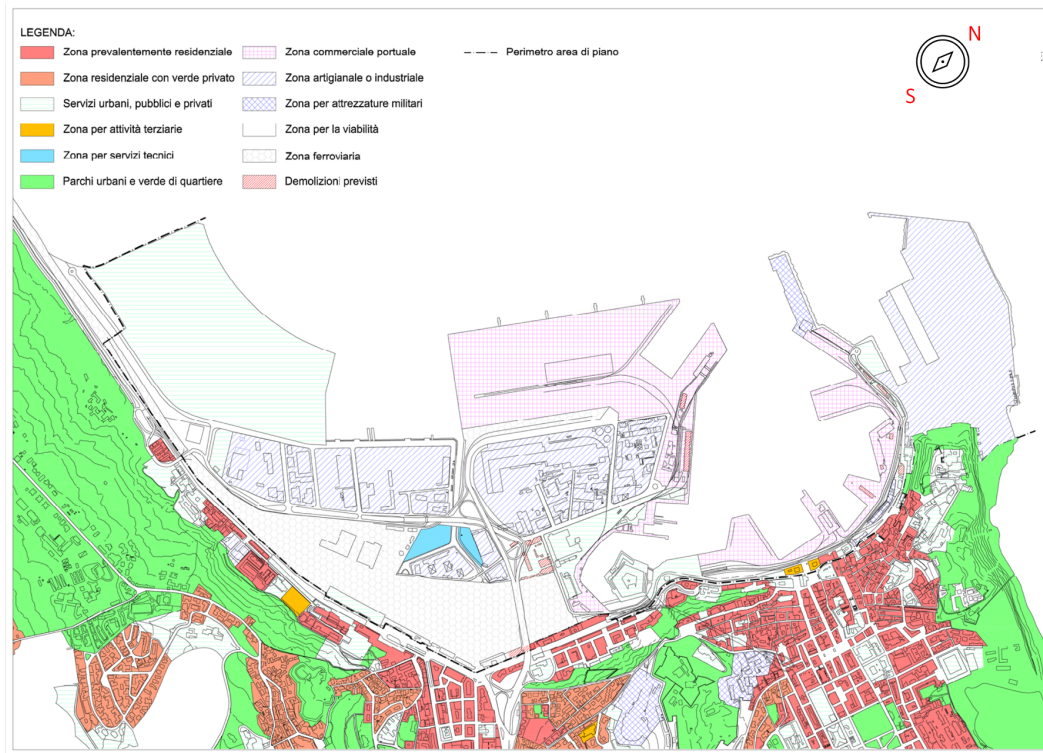 LEGENDA:
Zona prevalentemente residenziale
Zona residenziale con verde privato
Servizi urbani, pubblici e privati
Zona per attività terziarie
Zona per servizi tecnici
Parchi urbani e verde di quartiere
Zona commerciale portuale
Zona artigianale o industriale
Zona per attrezzature militari
Zona per la viabilità
Zona ferroviaria
Demolizioni previsti
Perimetro area di piano
N
S